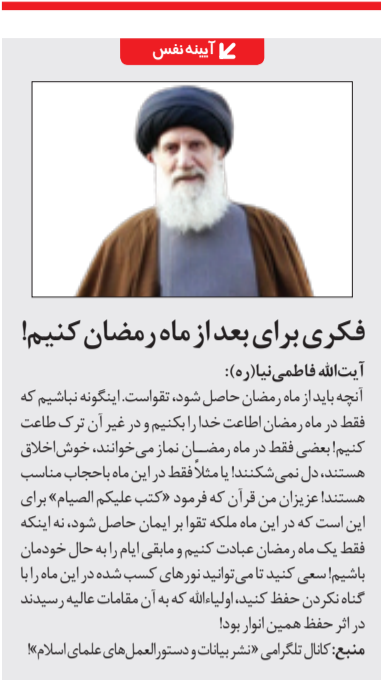 آیینه نفس
فکری برای بعد از ماه رمضان کنیم!
آیت‌الله فاطمی‌نیا(ره):
آنچه باید از ماه رمضان حاصل شود، تقواست. اینگونه نباشیم که
فقط در ماه رمضان اطاعت خدا را بکنیم و در غیر آن ترک طاعت
کنیم! بعضی فقط در ماه رمضــان نماز می‌خوانند، خوش‌اخلاق
هستند، دل نمی‌شکنند! یا مثلاً فقط در این ماه باحجاب مناسب
هستند! عزیزان من قرآن که فرمود «کتب علیکم الصیام» برای
این است که در این ماه ملکه تقوا بر ایمان حاصل شود، نه اینکه
فقط یک ماه رمضان عبادت کنیم و مابقی ایام را به حال خودمان
باشیم! سعی کنید تا می‌توانید نورهای کسب شده در این ماه را با
گناه نکردن حفظ کنید، اولیاءالله که به آن مقامات عالیه رسیدند
در اثر حفظ همین انوار بود!
منبع: کانال تلگرامی «نشر بیانات و دستورالعمل‌های علمای اسلام»!